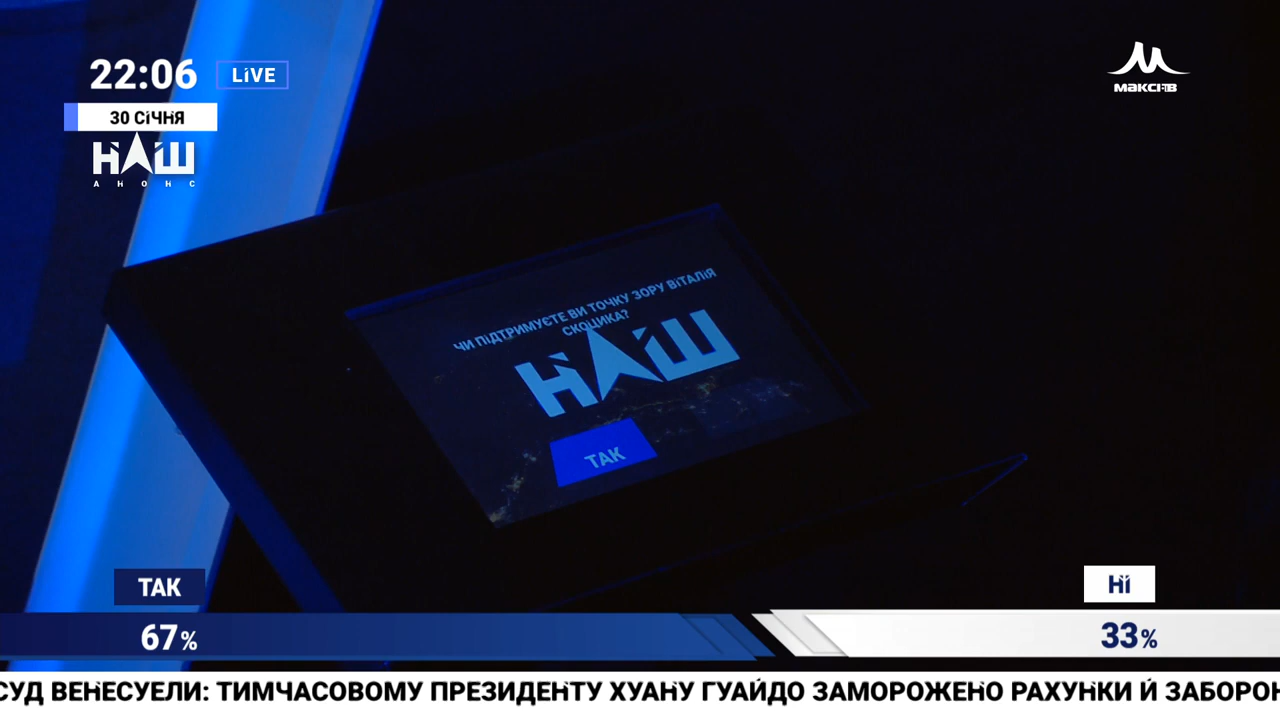 22:06 LIVE
30 СІЧНЯ
НАШ
АНОНС
МАКСІ-ТВ
ЧИ ПІДТРИМУЄТЕ ВИ ТОЧКУ ЗОРУ ВІТАЛІЯ
СКОЦИКА?
НАШ
ТАК
ТАК
НІ
67%
33%
СУД ВЕНЕСУЕЛИ: ТИМЧАСОВОМУ ПРЕЗИДЕНТУ ХУАНУ ГУАЙДО ЗАМОРОЖЕНО РАХУНКИ Й ЗАБОРОН